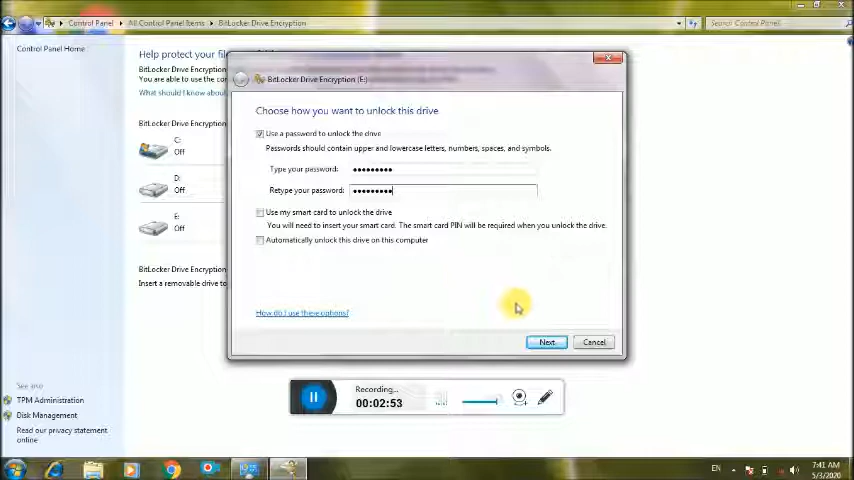 Control Panel ▸ All Control Panel Items ▸ BitLocker Drive Encryption
Search Control Panel
Control Panel Home
Help protect your fil
BitLocker Drive Encryption
You are able to use the co
What should I know about
BitLocker Drive Encryption
C:
Off
D:
Off
E:
Off
BitLocker Drive Encryption
Insert a removable drive to
See also
TPM Administration
Disk Management
Read our privacy statement
online
BitLocker Drive Encryption (E:)
Choose how you want to unlock this drive
Use a password to unlock the drive
Passwords should contain upper and lowercase letters, numbers, spaces, and symbols.
Type your password: •••••••••
Retype your password: •••••••••
Use my smart card to unlock the drive
You will need to insert your smart card. The smart card PIN will be required when you unlock the drive.
Automatically unlock this drive on this computer
How do I use these options?
Next
Cancel
Recording...
00:02:53
EN
7:41 AM
5/3/2020